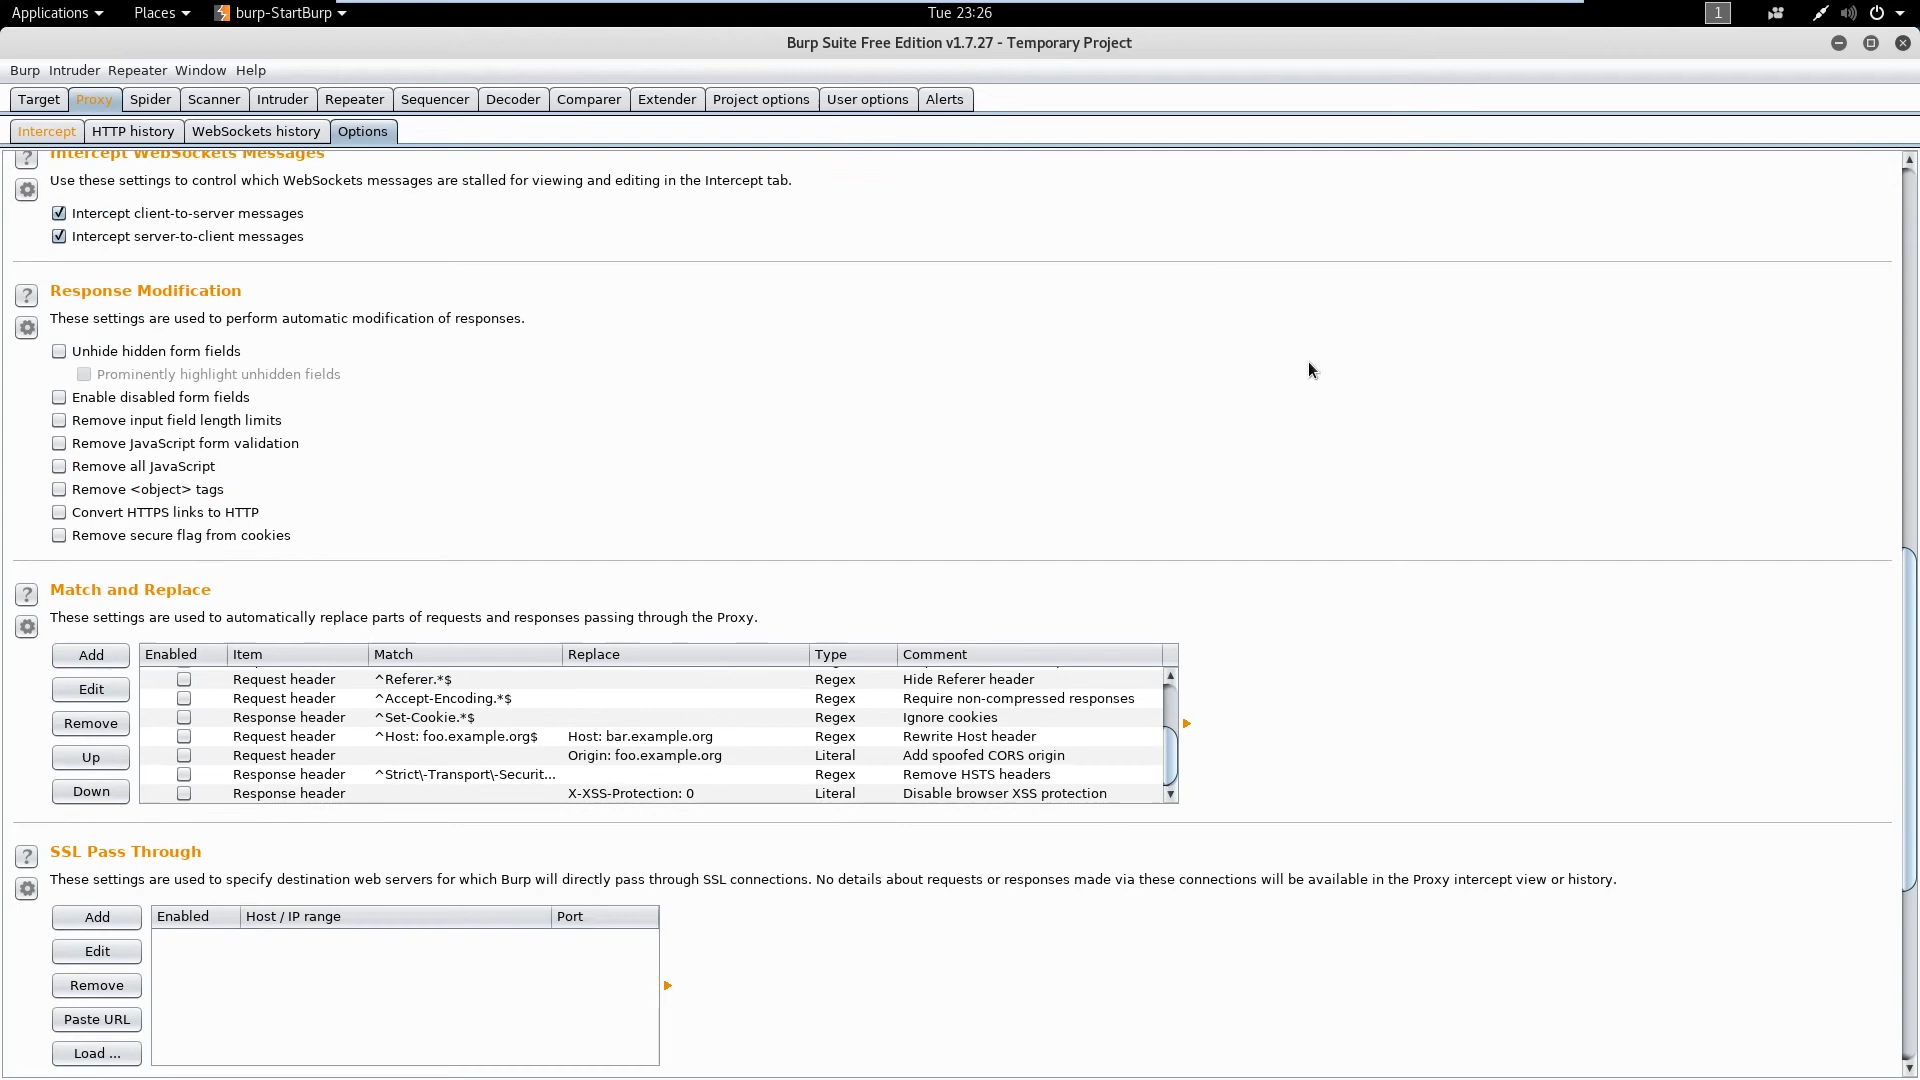 Applications Places burp-StartBurp Tue 23:26 1
Burp Suite Free Edition v1.7.27 - Temporary Project
Burp Intruder Repeater Window Help
Target Proxy Spider Scanner Intruder Repeater Sequencer Decoder Comparer Extender Project options User options Alerts
Intercept HTTP history WebSockets history Options
? Intercept WebSockets Messages
Use these settings to control which WebSockets messages are stalled for viewing and editing in the Intercept tab.
Intercept client-to-server messages
Intercept server-to-client messages
? Response Modification
These settings are used to perform automatic modification of responses.
Unhide hidden form fields
Prominently highlight unhidden fields
Enable disabled form fields
Remove input field length limits
Remove JavaScript form validation
Remove all JavaScript
Remove <object> tags
Convert HTTPS links to HTTP
Remove secure flag from cookies
? Match and Replace
These settings are used to automatically replace parts of requests and responses passing through the Proxy.
Add Enabled Item Match Replace Type Comment
Request header ^Referer.*$ Regex Hide Referer header
Edit Request header ^Accept-Encoding.*$ Regex Require non-compressed responses
Remove Response header ^Set-Cookie.*$ Regex Ignore cookies
Request header ^Host: foo.example.org$ Host: bar.example.org Regex Rewrite Host header
Up Request header Origin: foo.example.org Literal Add spoofed CORS origin
Response header ^Strict\-Transport\-Securit... Regex Remove HSTS headers
Down Response header X-XSS-Protection: 0 Literal Disable browser XSS protection
? SSL Pass Through
These settings are used to specify destination web servers for which Burp will directly pass through SSL connections. No details about requests or responses made via these connections will be available in the Proxy intercept view or history.
Add Enabled Host / IP range Port
Edit
Remove
Paste URL
Load ...